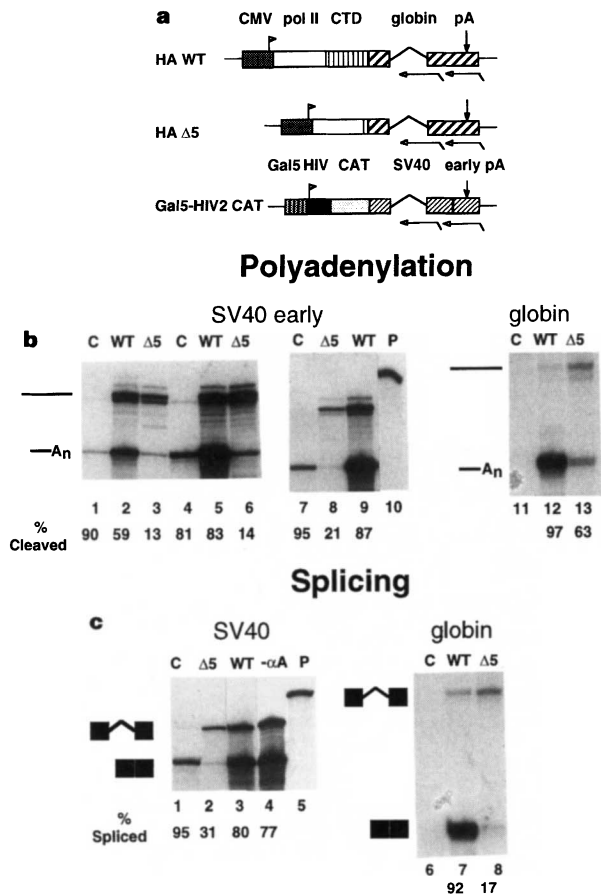 a
CMV pol II CTD globin pA
HA WT
HA Δ5
Gal5 HIV CAT SV40 early pA
Gal5-HIV2 CAT
Polyadenylation
b
SV40 early globin
C WT Δ5 C WT Δ5 C Δ5 WT P C WT Δ5
An An
1 2 3 4 5 6 7 8 9 10 11 12 13
% Cleaved 90 59 13 81 83 14 95 21 87 97 63
Splicing
c
SV40 globin
C Δ5 WT -αA P C WT Δ5
1 2 3 4 5 6 7 8
% Spliced 95 31 80 77 92 17